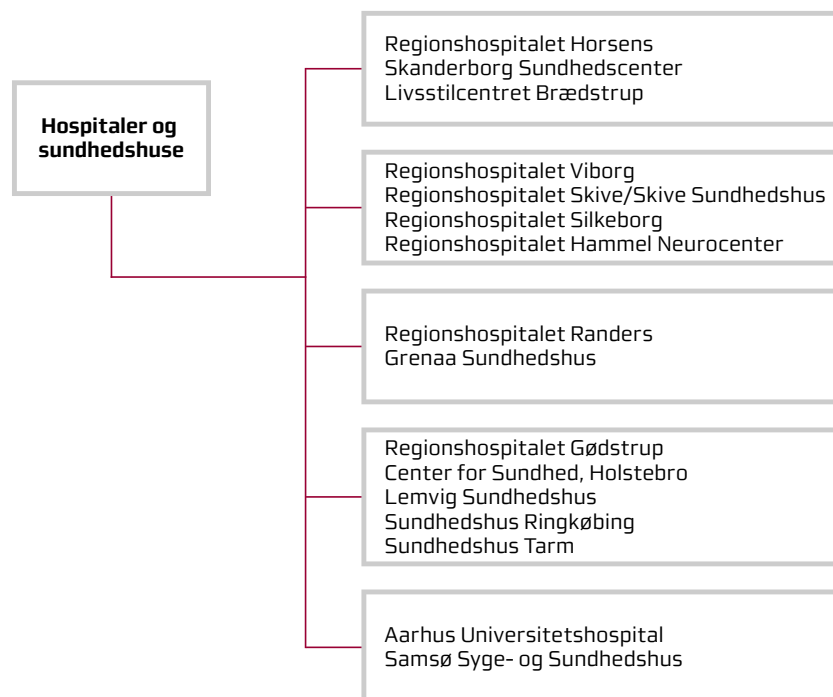 Hospitaler og
sundhedshuse
Regionshospitalet Horsens
Skanderborg Sundhedscenter
Livsstilcentret Brædstrup
Regionshospitalet Viborg
Regionshospitalet Skive/Skive Sundhedshus
Regionshospitalet Silkeborg
Regionshospitalet Hammel Neurocenter
Regionshospitalet Randers
Grenaa Sundhedshus
Regionshospitalet Gødstrup
Center for Sundhed, Holstebro
Lemvig Sundhedshus
Sundhedshus Ringkøbing
Sundhedshus Tarm
Aarhus Universitetshospital
Samsø Syge- og Sundhedshus